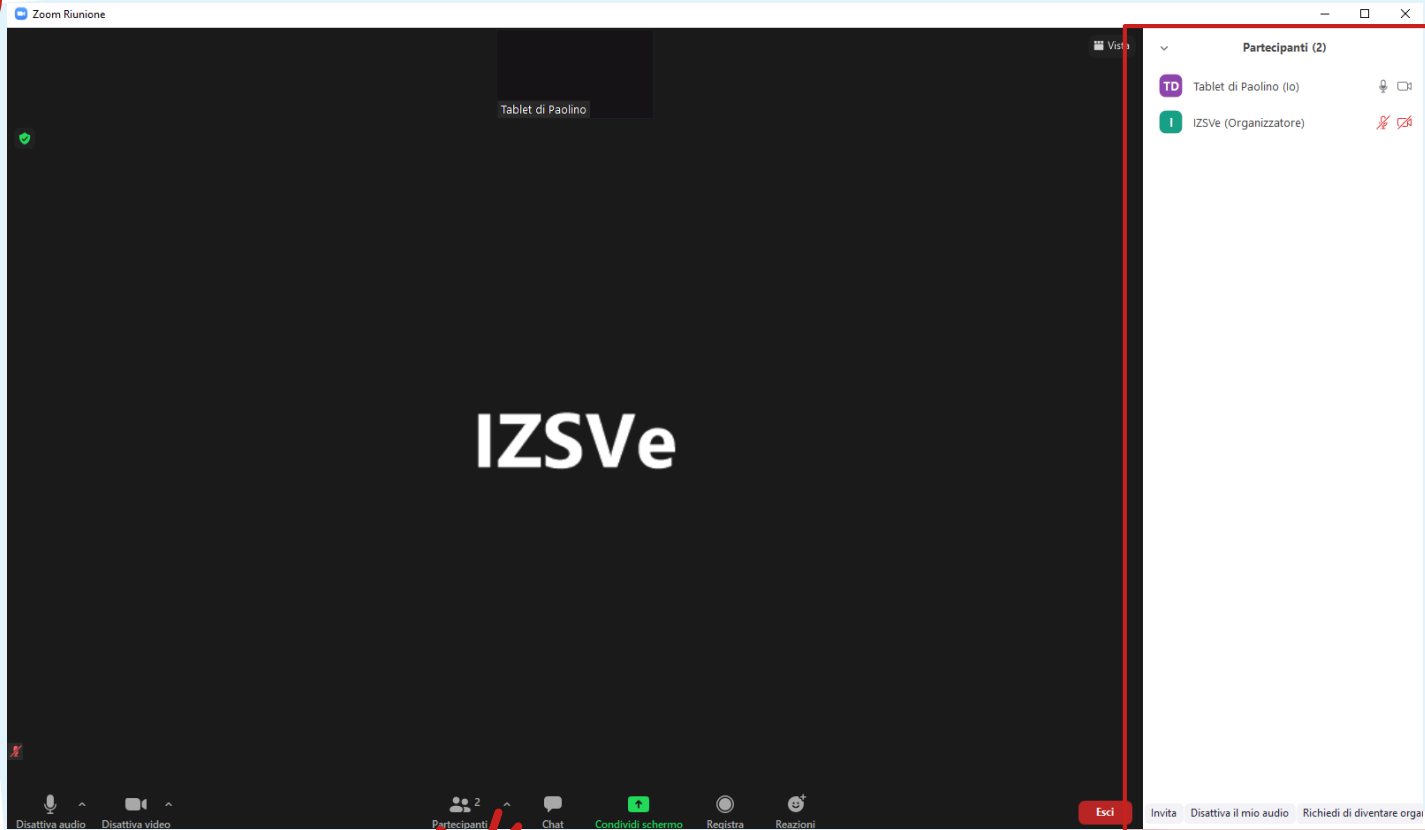 Zoom Riunione
Vista
Tablet di Paolino
IZSVe
Disattiva audio
Disattiva video
Partecipanti
2
Chat
Condividi schermo
Registra
Reazioni
Esci
Partecipanti (2)
TD Tablet di Paolino (Io)
I IZSVe (Organizzatore)
Invita Disattiva il mio audio Richiedi di diventare orga